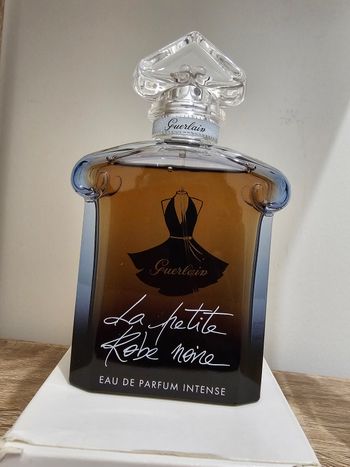 Guerlain
Guerlain
La petite
Robe noire
EAU DE PARFUM INTENSE